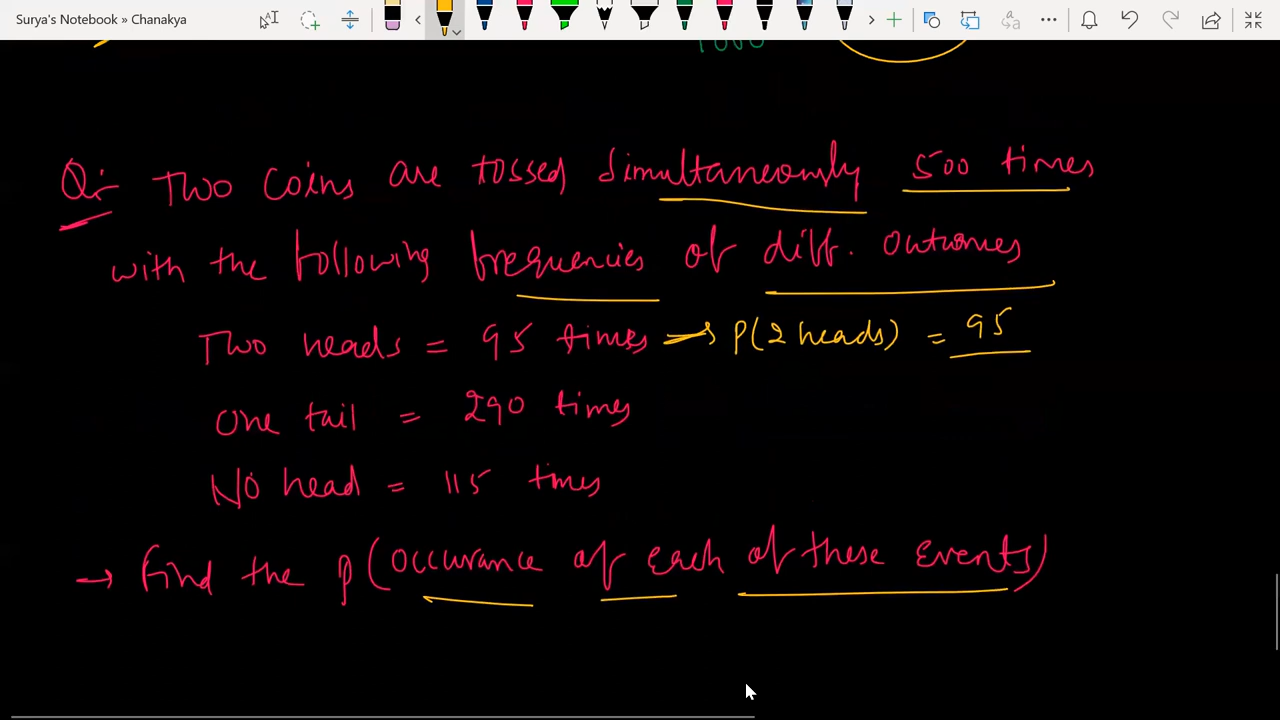 Surya's Notebook » Chanakya
1000
Q:- Two Coins are tossed Simultaneously 500 times
with the following frequencies of diff. outcomes
Two heads = 95 times → P(2 heads) = 95
One tail = 290 times
No head = 115 times
→ Find the P(occurance of each of these events)